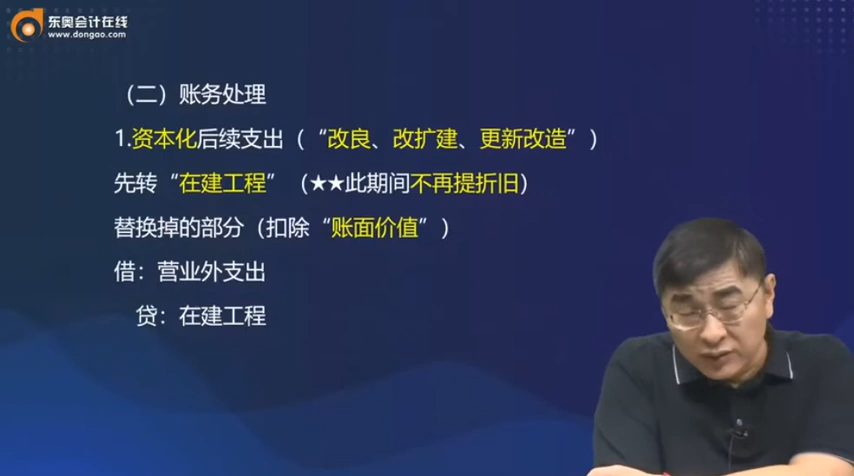 东奥会计在线
www.dongao.com
（二）账务处理
1.资本化后续支出（“改良、改扩建、更新改造”）
先转“在建工程”（★★此期间不再提折旧）
替换掉的部分（扣除“账面价值”）
借：营业外支出
贷：在建工程